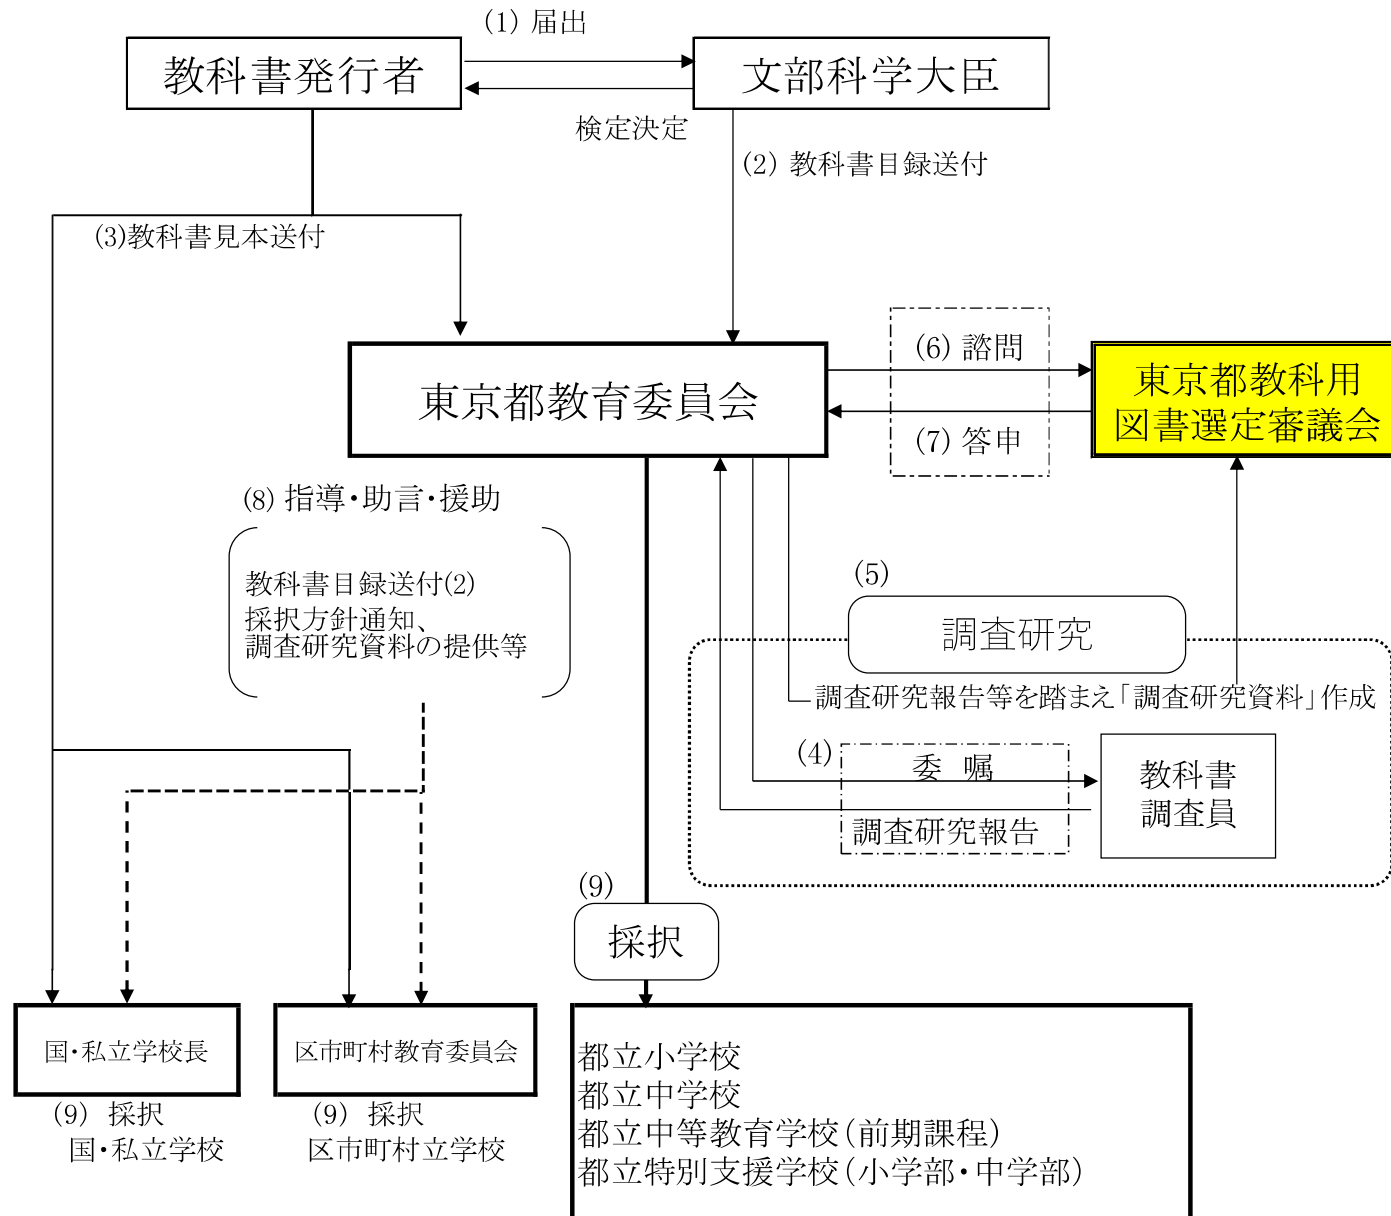 (1) 届出
教科書発行者
文部科学大臣
検定決定
(2) 教科書目録送付
(3)教科書見本送付
(6) 諮問
東京都教育委員会
東京都教科用
図書選定審議会
(7) 答申
(8) 指導・助言・援助
教科書目録送付(2)
採択方針通知、
調査研究資料の提供等
(5)
調査研究
調査研究報告等を踏まえ「調査研究資料」作成
(4)
委 嘱
教科書
調査員
調査研究報告
(9)
採択
国・私立学校長
区市町村教育委員会
(9) 採択
国・私立学校
(9) 採択
区市町村立学校
都立小学校
都立中学校
都立中等教育学校(前期課程)
都立特別支援学校(小学部・中学部)